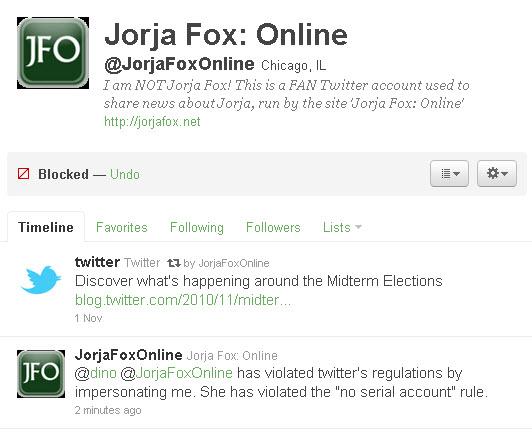 JFO
Jorja Fox: Online
@JorjaFoxOnline Chicago, IL
I am NOT Jorja Fox! This is a FAN Twitter account used to
share news about Jorja, run by the site 'Jorja Fox: Online'
http://jorjafox.net
Blocked — Undo
Timeline Favorites Following Followers Lists
twitter Twitter by JorjaFoxOnline
Discover what's happening around the Midterm Elections
blog.twitter.com/2010/11/midter...
1 Nov
JFO
JorjaFoxOnline Jorja Fox: Online
@dino @JorjaFoxOnline has violated twitter's regulations by
impersonating me. She has violated the "no serial account" rule.
2 minutes ago